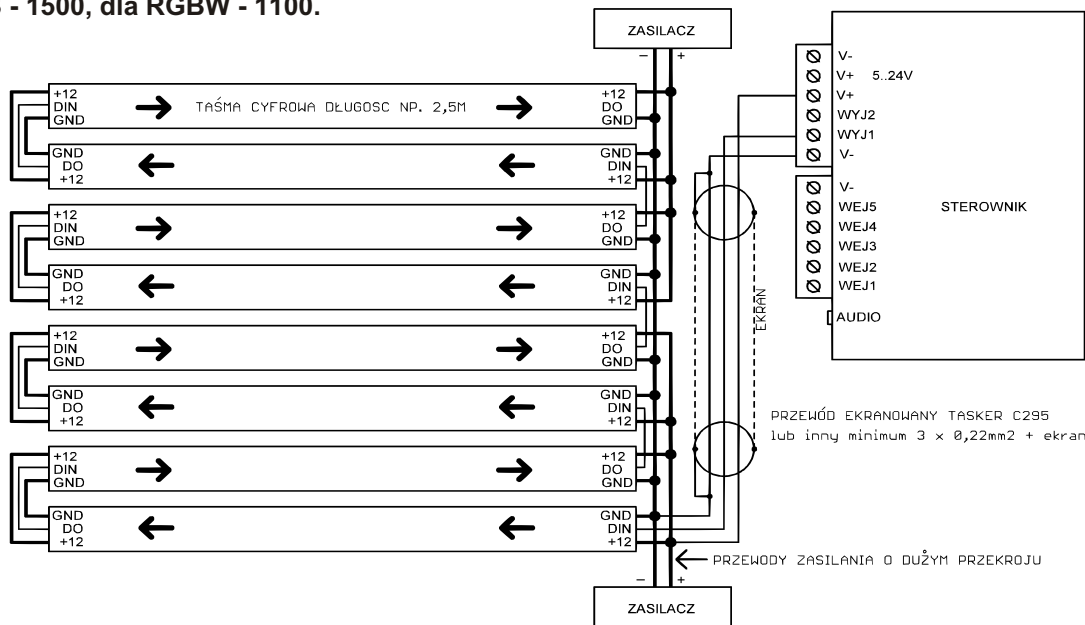 - 1500, dla RGBW - 1100.
ZASILACZ
− +
+12 DIN GND
TAŚMA CYFROWA DŁUGOSC NP. 2,5M
+12 DO GND
GND DO +12
GND DIN +12
+12 DIN GND
+12 DO GND
GND DO +12
GND DIN +12
+12 DIN GND
+12 DO GND
GND DO +12
GND DIN +12
+12 DIN GND
+12 DO GND
GND DO +12
GND DIN +12
− +
ZASILACZ
PRZEWODY ZASILANIA O DUŻYM PRZEKROJU
EKRAN
PRZEWÓD EKRANOWANY TASKER C295
lub inny minimum 3 x 0,22mm2 + ekran
V-
V+ 5..24V
V+
WYJ2
WYJ1
V-
V-
WEJ5
WEJ4
WEJ3
WEJ2
WEJ1
AUDIO
STEROWNIK